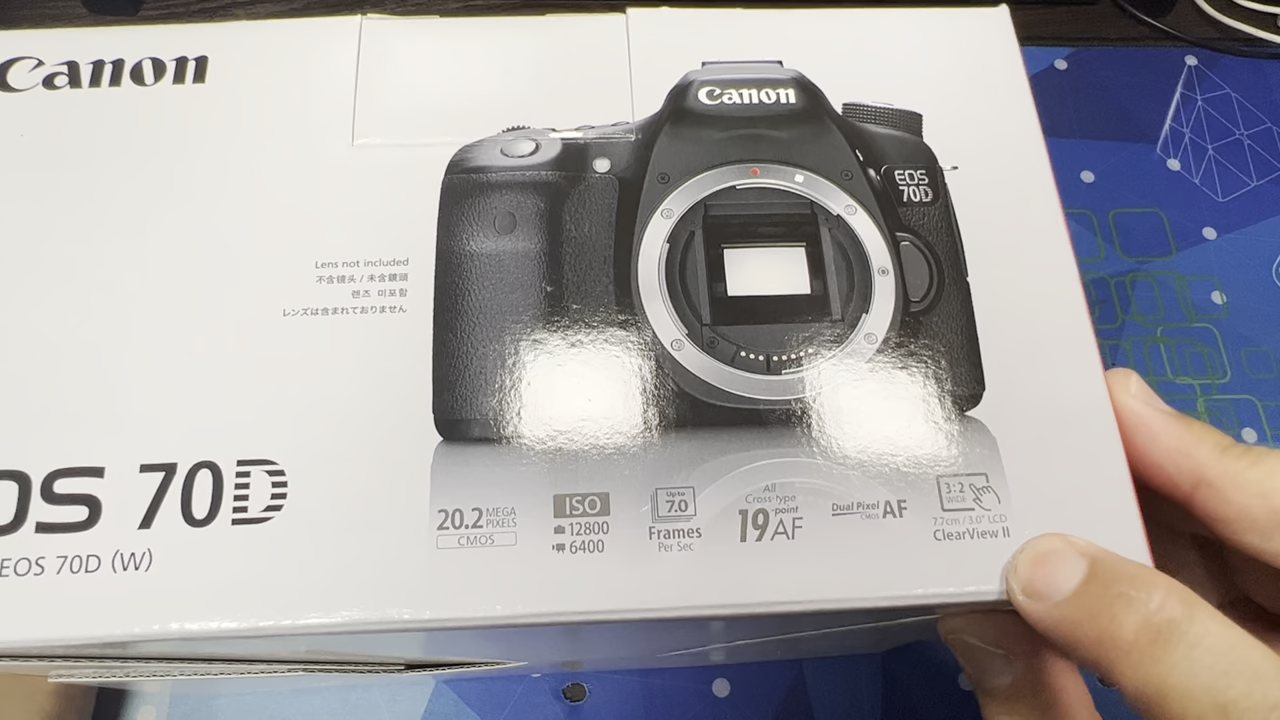 Canon
Canon
EOS
70D
Lens not included
不含镜头 / 未含鏡頭
렌즈 미포함
レンズは含まれておりません
OS 70D
EOS 70D (W)
20.2 MEGA PIXELS
CMOS
ISO
12800
6400
Up to
7.0
Frames
Per Sec
All
Cross-type
19-point AF
Dual Pixel CMOS AF
3:2
WIDE
7.7cm / 3.0" LCD
ClearView II